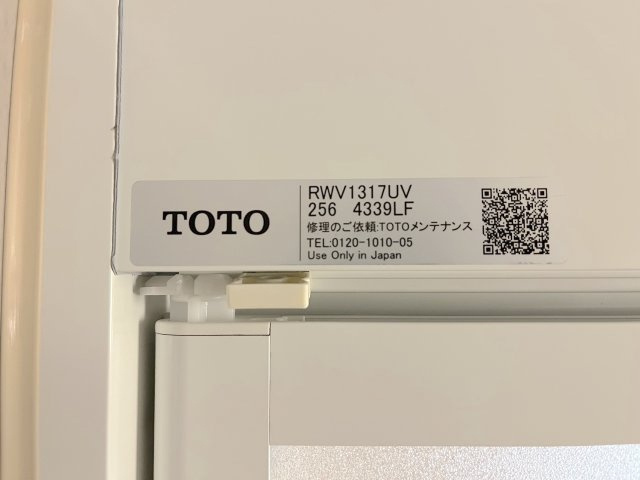 TOTO
RWV1317UV
256 4339LF
修理のご依頼:TOTOメンテナンス
TEL:0120-1010-05
Use Only in Japan